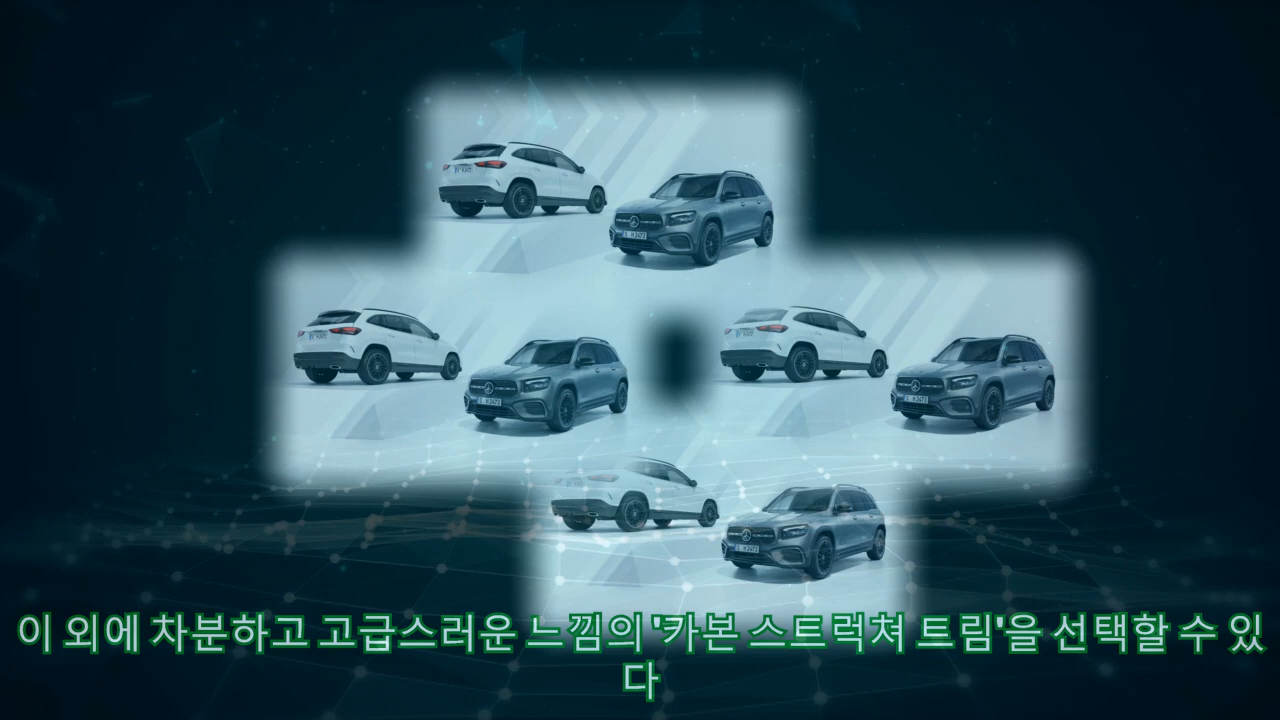 이 외에 차분하고 고급스러운 느낌의 '카본 스트럭쳐 트림'을 선택할 수 있
다